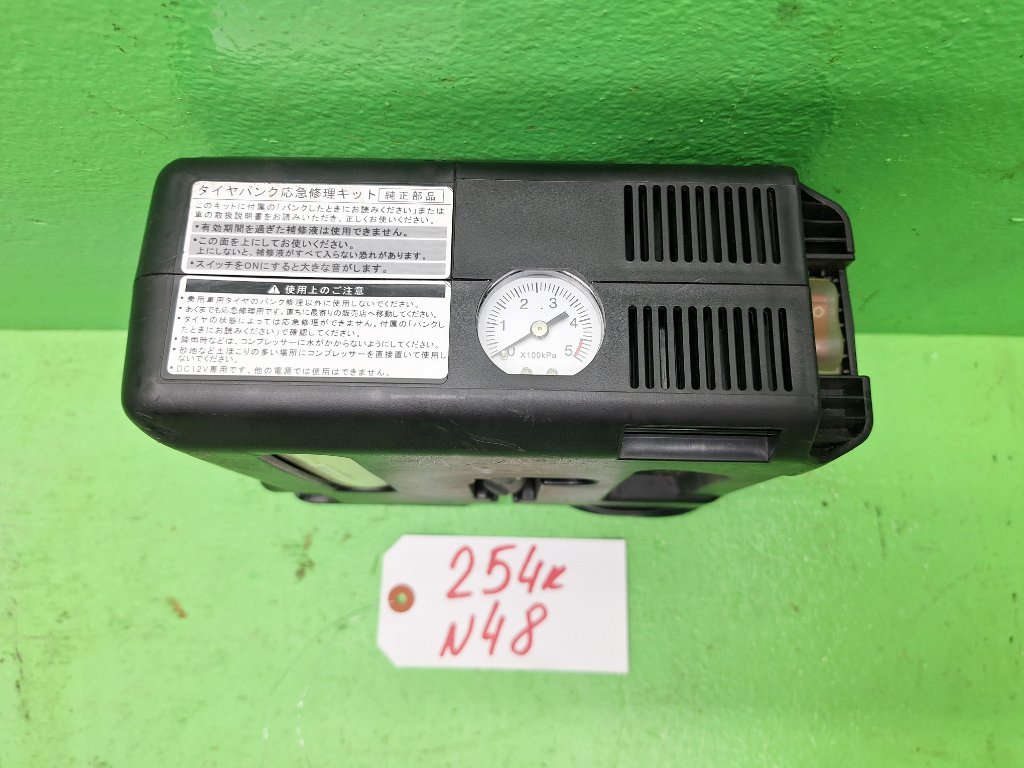 タイヤパンク応急修理キット 純正部品
このキットに付属の「パンクしたときにお読みください」または
車の取扱説明書をお読みいただき、正しくお使いください。
*有効期間を過ぎた補修液は使用できません。
*この面を上にしてお使いください。
上にしないと、補修液がすべて入らない恐れがあります。
*スイッチをONにすると大きな音がします。
使用上のご注意
*乗用車用タイヤのパンク修理以外に使用しないでください。
*あくまでも応急修理用です。直ちに最寄りの販売店へ移動してください。
*タイヤの状態によっては応急修理ができません。付属の「パンクし
たときにお読みください」で確認してください。
*降雨時などは、コンプレッサーに水がかからないようにしてください。
*砂地など土ほこりの多い場所にコンプレッサーを直接置いて使用し
ないでください。
*DC12V専用です。他の電源では使用はできません。
0 1 2 3 4 5
X100kPa
254к
N48